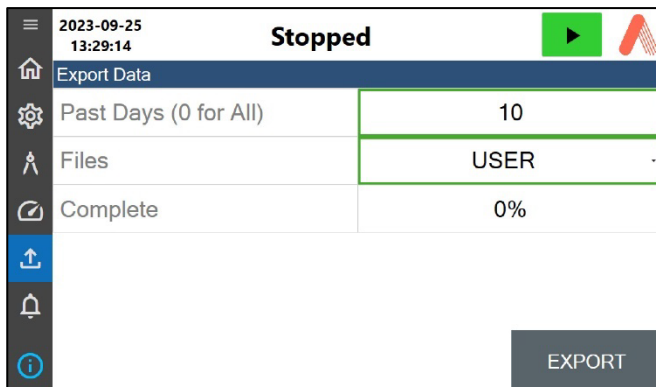 2023-09-25
13:29:14
Stopped
Export Data
Past Days (0 for All)
10
Files
USER
Complete
0%
EXPORT